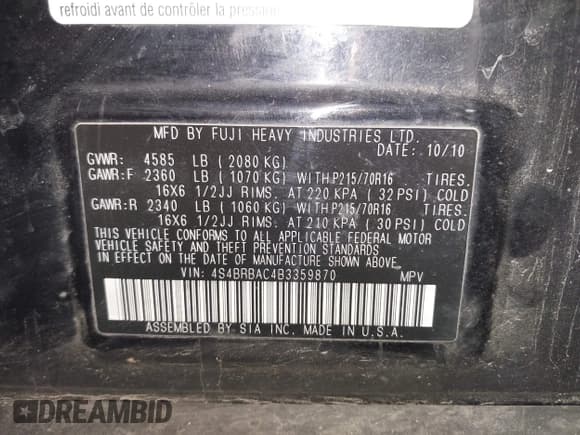 refroidi avant de contrôler la pression
MFD BY FUJI HEAVY INDUSTRIES LTD.
DATE: 10/10
GVWR: 4585 LB (2080 KG)
GAWR:F 2360 LB (1070 KG) WITH P215/70R16 TIRES.
16X6 1/2JJ RIMS. AT 220 KPA (32 PSI) COLD
GAWR:R 2340 LB (1060 KG) WITH P215/70R16 TIRES.
16X6 1/2JJ RIMS. AT 210 KPA (30 PSI) COLD
THIS VEHICLE CONFORMS TO ALL APPLICABLE FEDERAL MOTOR
VEHICLE SAFETY AND THEFT PREVENTION STANDARDS
IN EFFECT ON THE DATE OF MANUFACTURE SHOWN ABOVE.
VIN: 4S4BRBAC4B3359870 MPV
ASSEMBLED BY SIA INC. MADE IN U.S.A.
DREAMBID